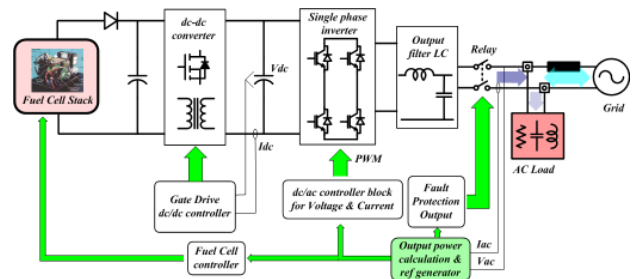 dc-dc
converter
Single phase
inverter
Output
filter LC
Relay
Vdc
Fuel Cell Stack
Grid
Idc
PWM
AC Load
Gate Drive
dc/dc controller
dc/ac controller block
for Voltage & Current
Fault
Protection
Output
Fuel Cell
controller
Output power
calculation &
ref generator
Iac
Vac